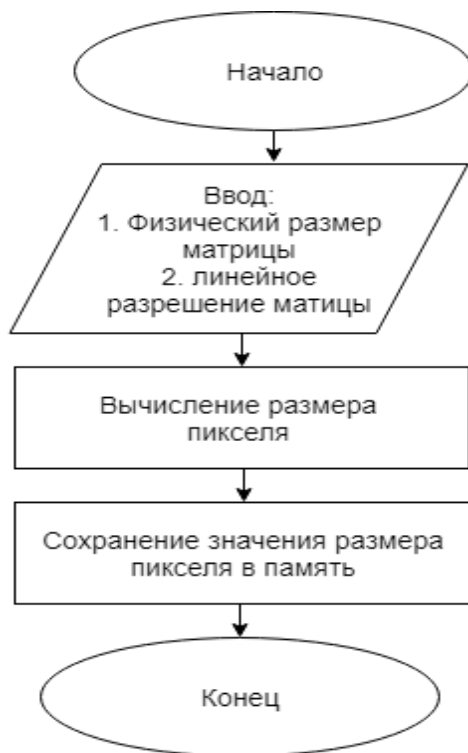 Начало
Ввод:
1. Физический размер
матрицы
2. линейное
разрешение матицы
Вычисление размера
пикселя
Сохранение значения размера
пикселя в память
Конец